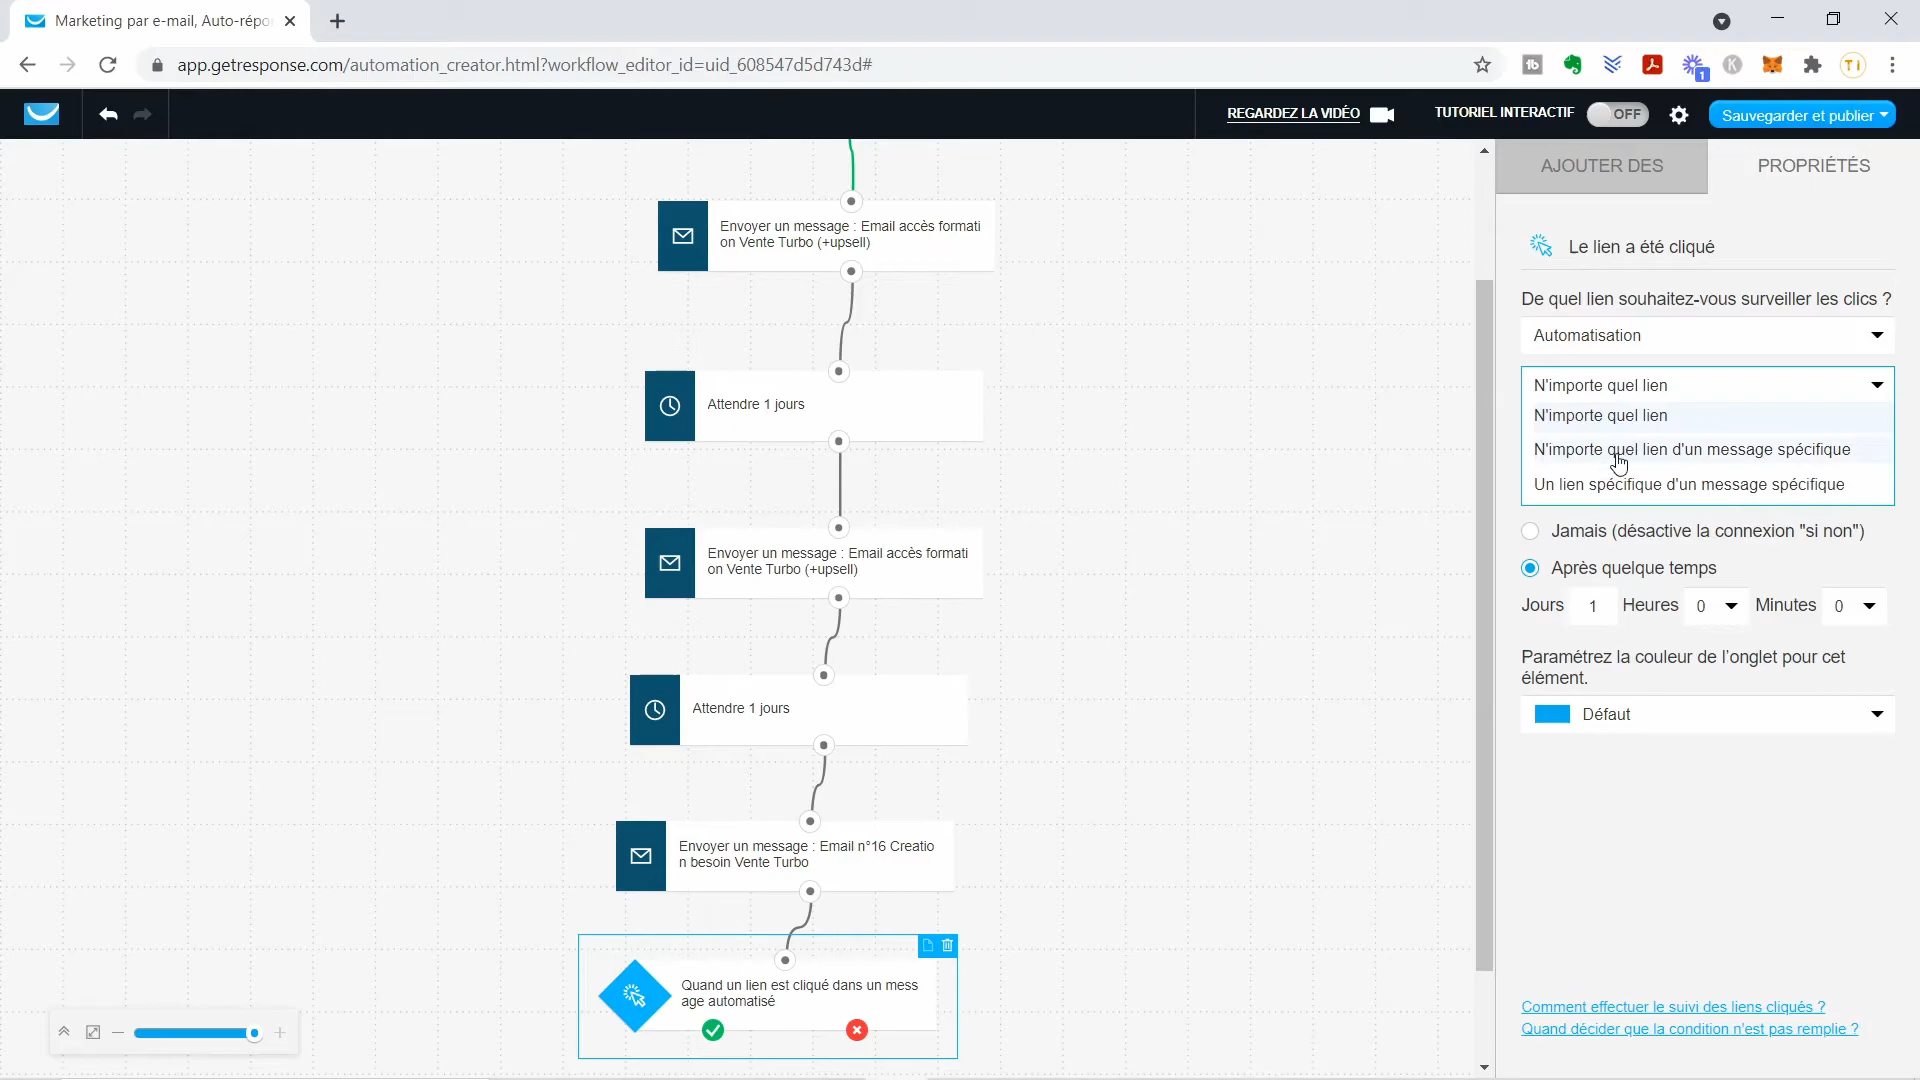 Marketing par e-mail, Auto-répo
app.getresponse.com/automation_creator.html?workflow_editor_id=uid_608547d5d743d#
1
K
T I
REGARDEZ LA VIDÉO
TUTORIEL INTERACTIF
OFF
Sauvegarder et publier
AJOUTER DES
PROPRIÉTÉS
Envoyer un message : Email accès formati
on Vente Turbo (+upsell)
Attendre 1 jours
Envoyer un message : Email accès formati
on Vente Turbo (+upsell)
Attendre 1 jours
Envoyer un message : Email n°16 Creatio
n besoin Vente Turbo
Quand un lien est cliqué dans un mess
age automatisé
Le lien a été cliqué
De quel lien souhaitez-vous surveiller les clics ?
Automatisation
N'importe quel lien
N'importe quel lien
N'importe quel lien d'un message spécifique
Un lien spécifique d'un message spécifique
Jamais (désactive la connexion "si non")
Après quelque temps
Jours 1 Heures 0 Minutes 0
Paramétrez la couleur de l'onglet pour cet
élément.
Défaut
Comment effectuer le suivi des liens cliqués ?
Quand décider que la condition n'est pas remplie ?